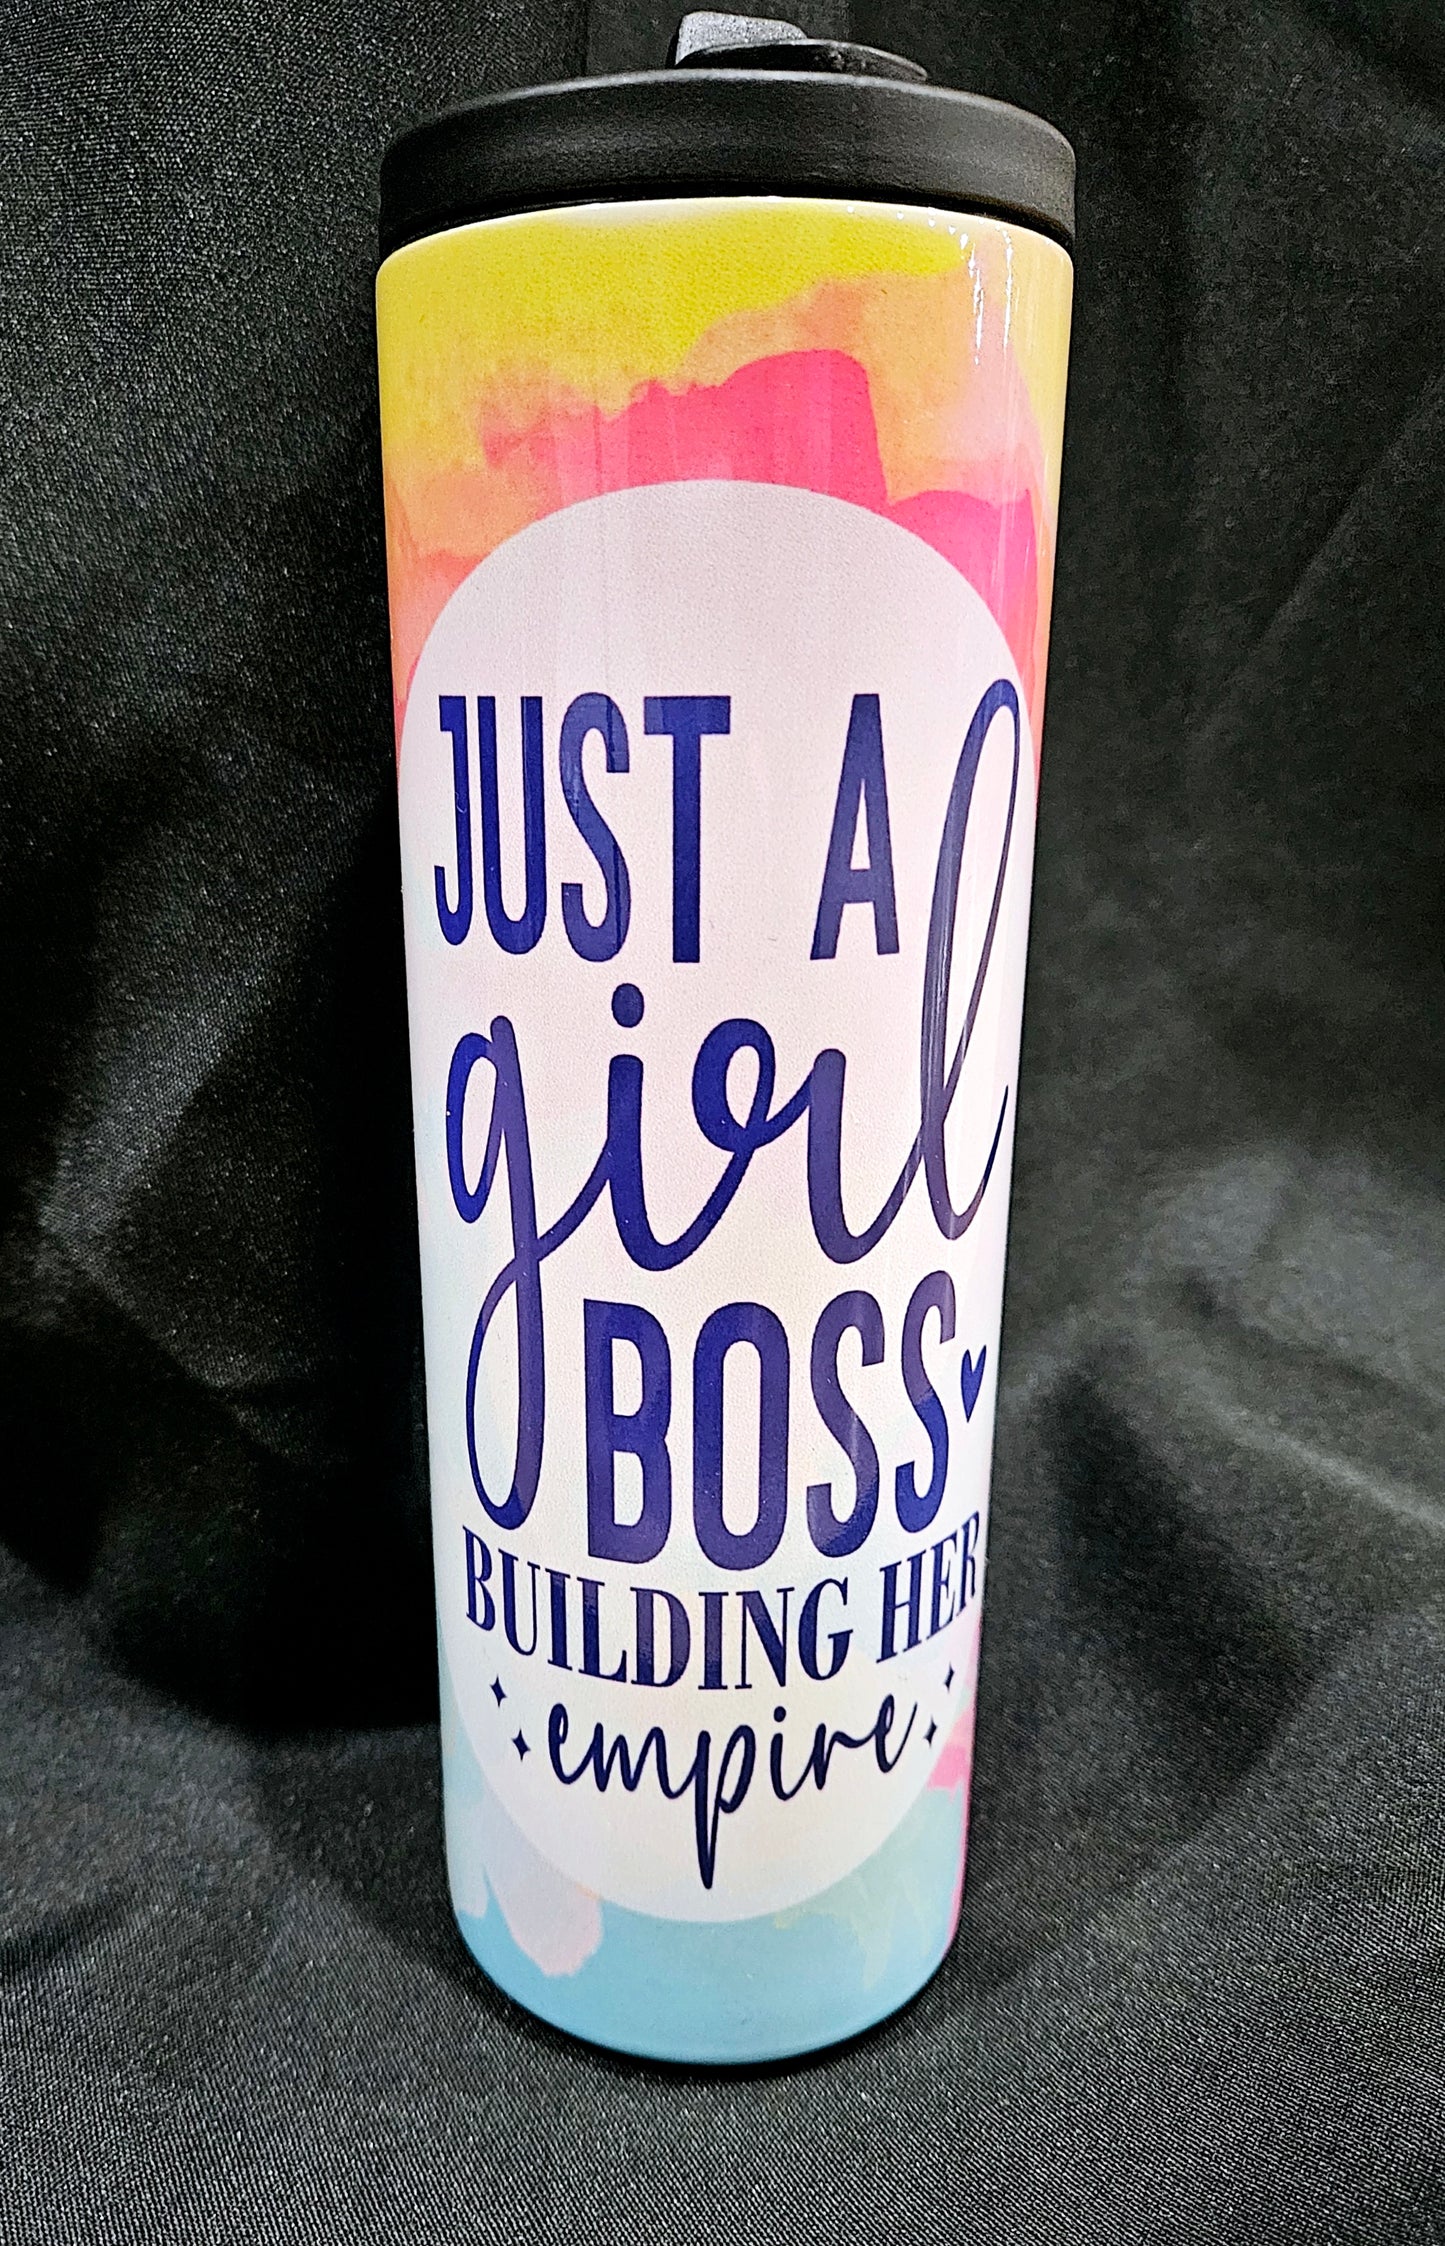 JUST A
girl
BOSS
BUILDING HER
empire